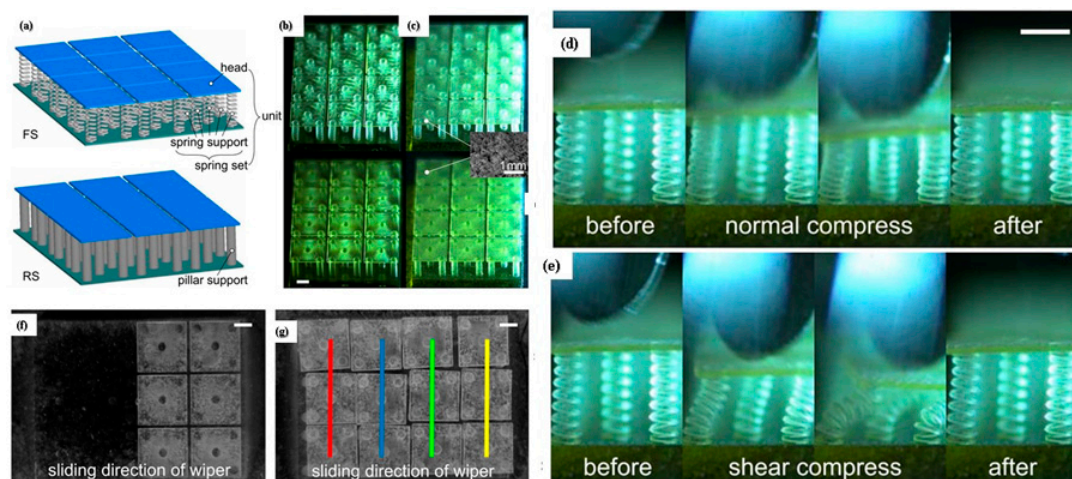 (a)
head
unit
FS
spring support
spring set
RS
pillar support
(b)
(c)
1mm
(d)
before
normal compress
after
(e)
before
shear compress
after
(f)
sliding direction of wiper
(g)
sliding direction of wiper